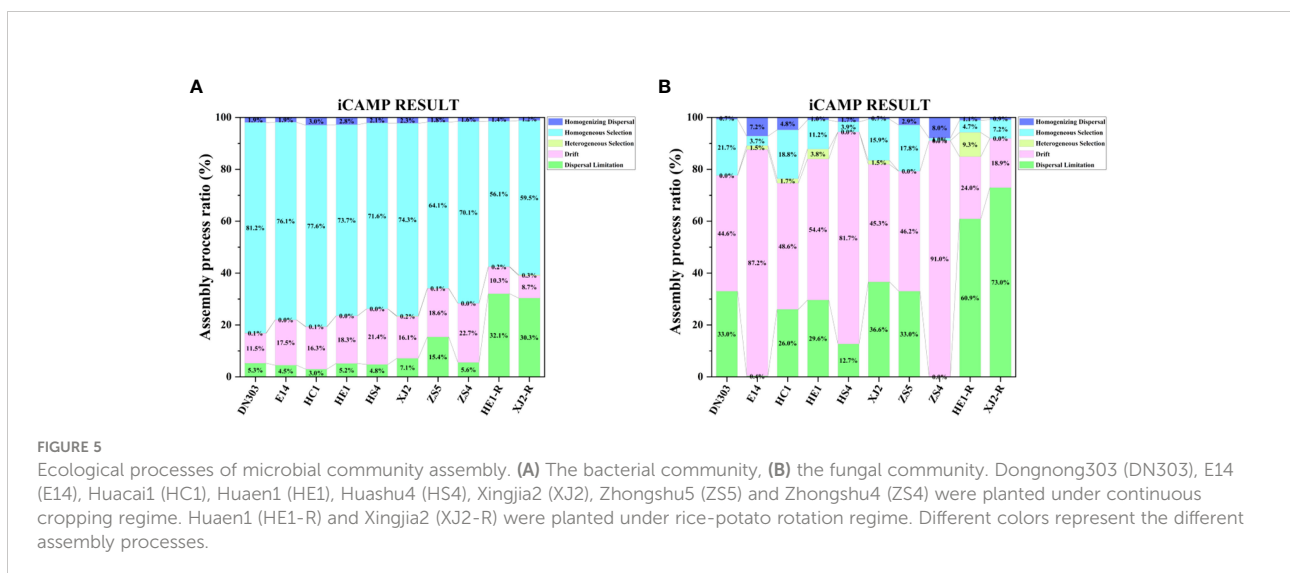 A
iCAMP RESULT
Assembly process ratio (%)
100
80
60
40
20
0
1.9% 1.9% 3.0% 2.8% 2.1% 2.3% 1.8% 1.6% 1.4% 1.2%
81.2% 76.1% 77.6% 73.7% 71.6% 74.3% 64.1% 70.1% 56.1% 59.5%
0.1% 0.0% 0.1% 0.0% 0.0% 0.2% 0.1% 0.0% 0.2% 0.3%
11.5% 17.5% 16.3% 18.3% 21.4% 16.1% 18.6% 22.7% 10.3% 8.7%
5.3% 4.5% 3.0% 5.2% 4.8% 7.1% 15.4% 5.6% 32.1% 30.3%
DN303 E14 HC1 HE1 HS4 XJ2 ZS5 ZS4 HE1-R XJ2-R
Homogenizing Dispersal
Homogeneous Selection
Heterogeneous Selection
Drift
Dispersal Limitation
B
iCAMP RESULT
Assembly process ratio (%)
100
80
60
40
20
0
0.7% 7.2% 4.8% 1.0% 1.7% 0.7% 2.9% 8.0% 1.1% 0.9%
21.7% 3.7% 18.8% 11.2% 3.9% 15.9% 17.8% 4.7% 7.2%
0.0% 1.5% 1.7% 3.8% 0.0% 1.5% 0.0% 0.0% 9.3% 0.0%
44.6% 87.2% 48.6% 54.4% 81.7% 45.3% 46.2% 91.0% 24.0% 18.9%
33.0% 0.4% 26.0% 29.6% 12.7% 36.6% 33.0% 0.0% 60.9% 73.0%
DN303 E14 HC1 HE1 HS4 XJ2 ZS5 ZS4 HE1-R XJ2-R
Homogenizing Dispersal
Homogeneous Selection
Heterogeneous Selection
Drift
Dispersal Limitation
FIGURE 5
Ecological processes of microbial community assembly. (A) The bacterial community, (B) the fungal community. Dongnong303 (DN303), E14
(E14), Huacai1 (HC1), Huaen1 (HE1), Huashu4 (HS4), Xingjia2 (XJ2), Zhongshu5 (ZS5) and Zhongshu4 (ZS4) were planted under continuous
cropping regime. Huaen1 (HE1-R) and Xingjia2 (XJ2-R) were planted under rice-potato rotation regime. Different colors represent the different
assembly processes.